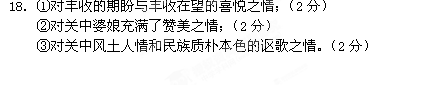 18. ①对丰收的期盼与丰收在望的喜悦之情；（2 分）
②对关中婆娘充满了赞美之情；（2 分）
③对关中风土人情和民族质朴本色的讴歌之情。（2 分）